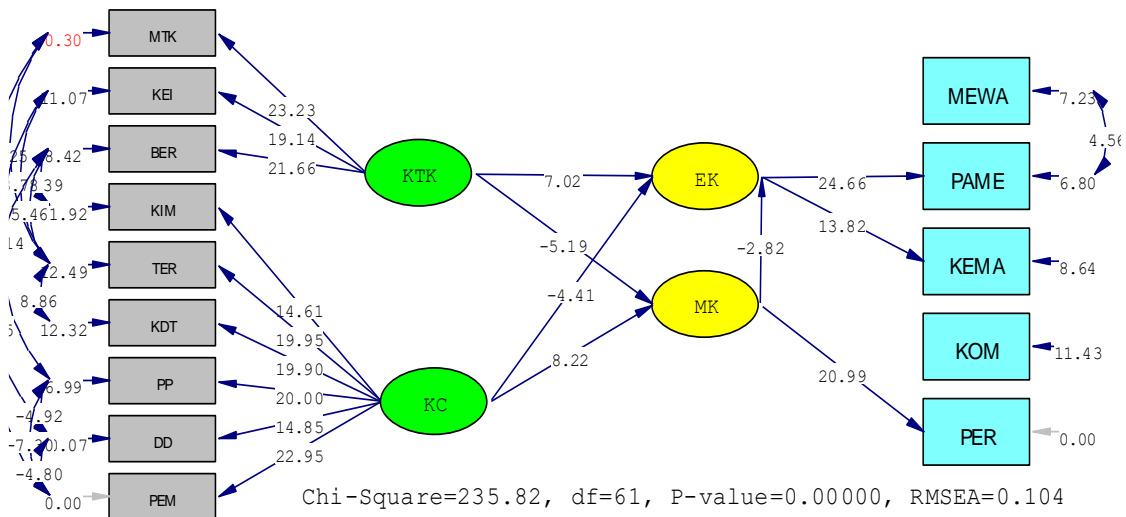 MTK
KEI
BER
KIM
TER
KDT
PP
DD
PEM
0.30
11.07
8.42
12.49
8.86
12.32
-4.92
-4.80
0.00
23.23
19.14
21.66
14.61
19.95
19.90
20.00
14.85
22.95
KTK
KC
7.02
-5.19
-4.41
8.22
EK
MK
-2.82
24.66
13.82
20.99
MEWA
PAME
KEMA
KOM
PER
7.23
4.56
6.80
8.64
11.43
0.00
Chi-Square=235.82, df=61, P-value=0.00000, RMSEA=0.104